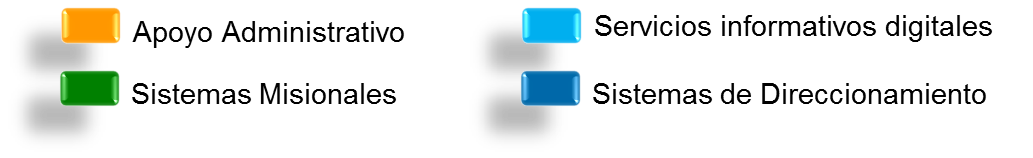 Apoyo Administrativo
Servicios informativos digitales
Sistemas Misionales
Sistemas de Direccionamiento